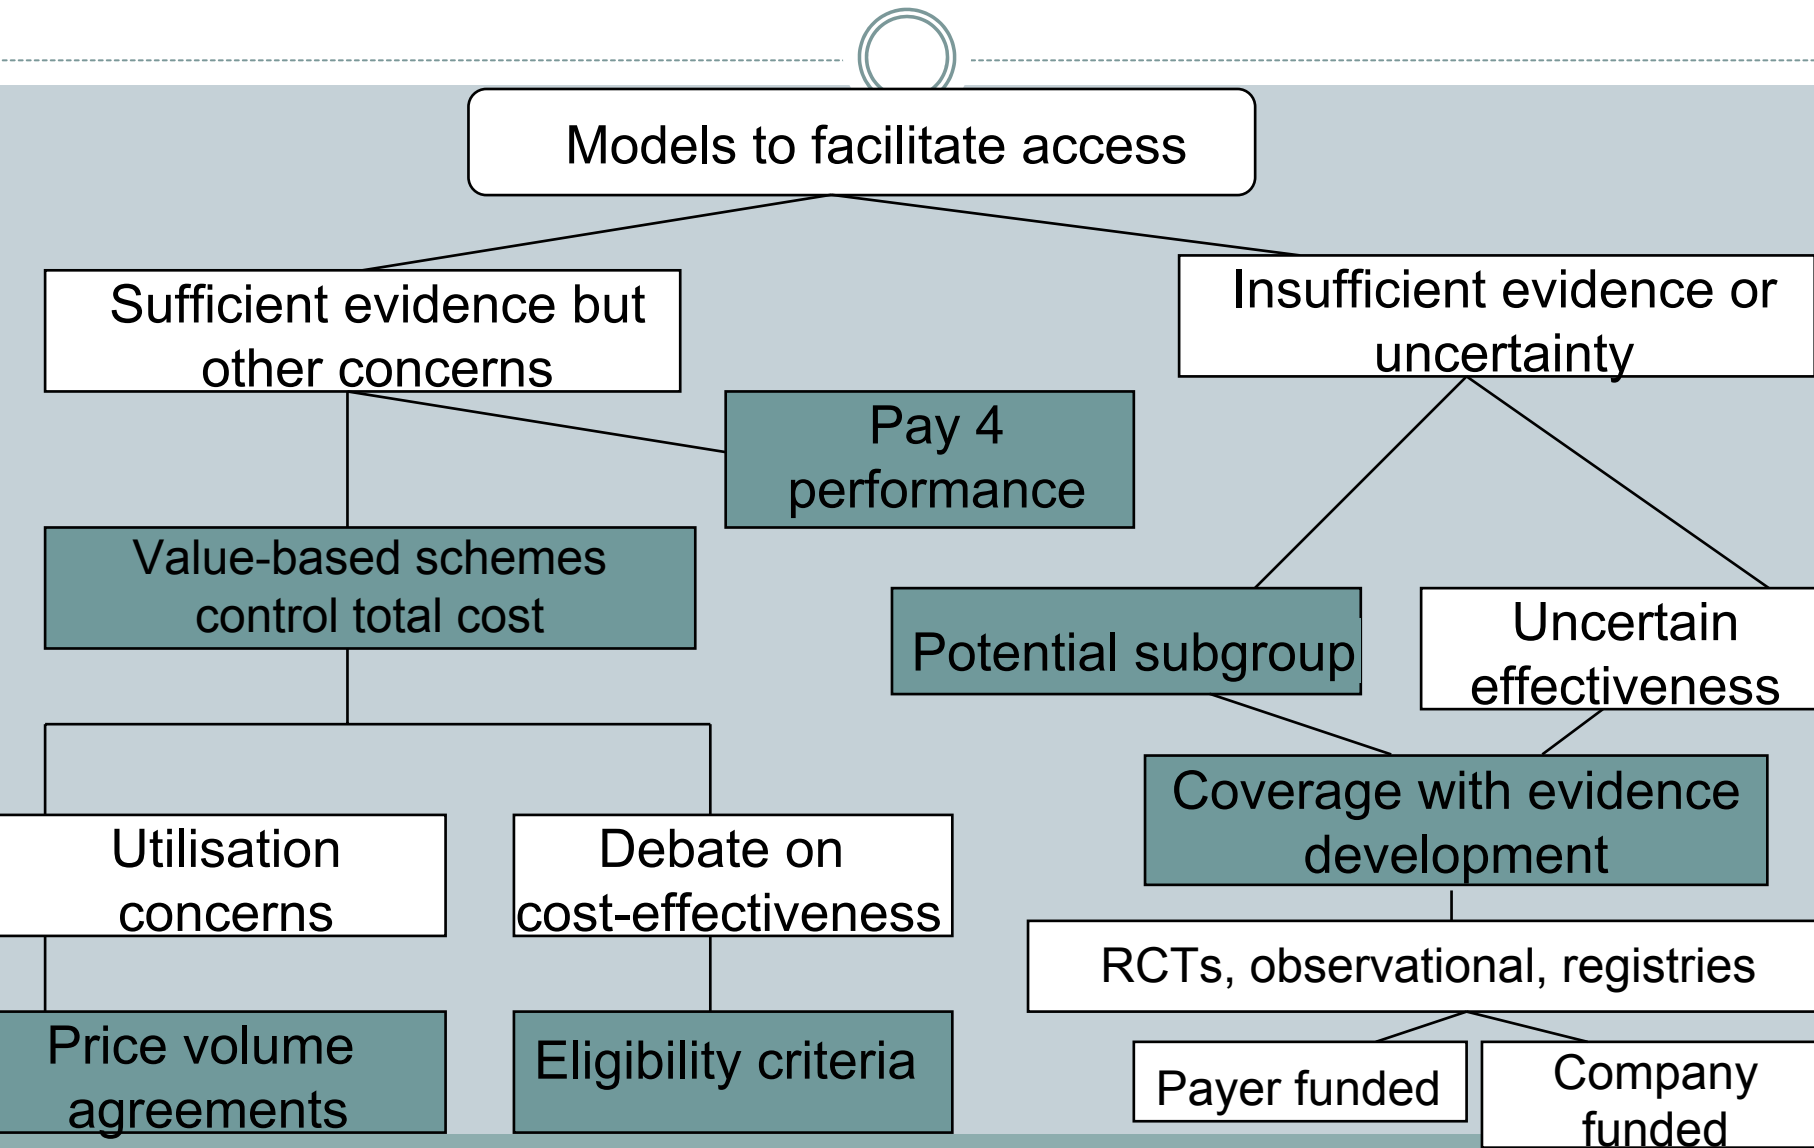 Models to facilitate access
Sufficient evidence but
other concerns
Insufficient evidence or
uncertainty
Pay 4
performance
Value-based schemes
control total cost
Potential subgroup
Uncertain
effectiveness
Coverage with evidence
development
Utilisation
concerns
Debate on
cost-effectiveness
RCTs, observational, registries
Price volume
agreements
Eligibility criteria
Payer funded
Company
funded